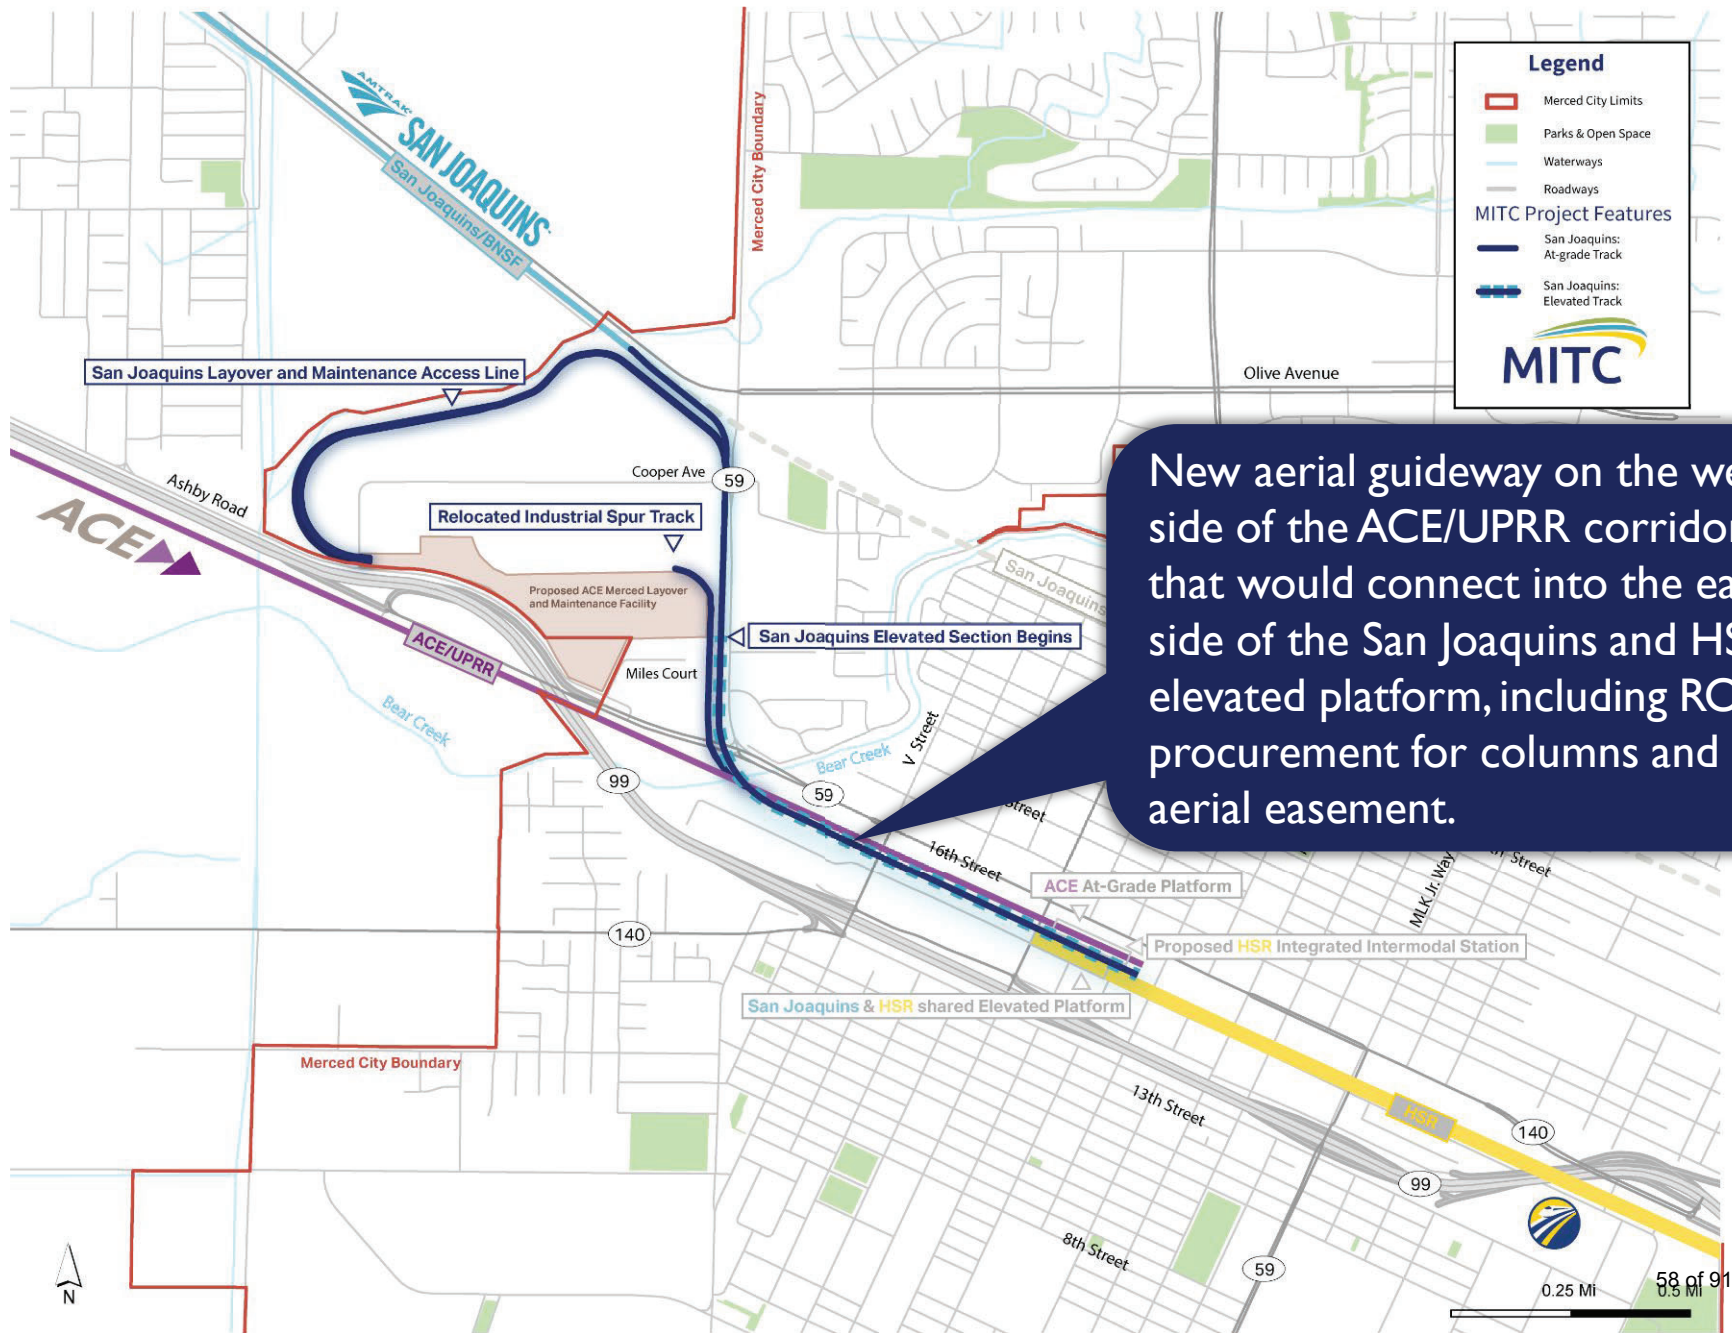 Legend
Merced City Limits
Parks & Open Space
Waterways
Roadways
MITC Project Features
San Joaquins:
At-grade Track
San Joaquins:
Elevated Track
MITC
AMTRAK
SAN JOAQUINS
San Joaquins/BNSF
Merced City Boundary
San Joaquins Layover and Maintenance Access Line
Olive Avenue
Cooper Ave
59
Ashby Road
ACE
Relocated Industrial Spur Track
San Joaquins
Proposed ACE Merced Layover
and Maintenance Facility
San Joaquins Elevated Section Begins
ACE/UPRR
Miles Court
Bear Creek
Bear Creek
V Street
99
59
New aerial guideway on the we
side of the ACE/UPRR corridor
that would connect into the ea
side of the San Joaquins and HS
elevated platform, including RO
procurement for columns and
aerial easement.
Street
16th Street
Street
MLK Jr. Way
ACE At-Grade Platform
140
Proposed HSR Integrated Intermodal Station
San Joaquins & HSR shared Elevated Platform
Merced City Boundary
13th Street
HSR
140
99
8th Street
59
N
0.25 Mi
0.5 Mi
58 of 91